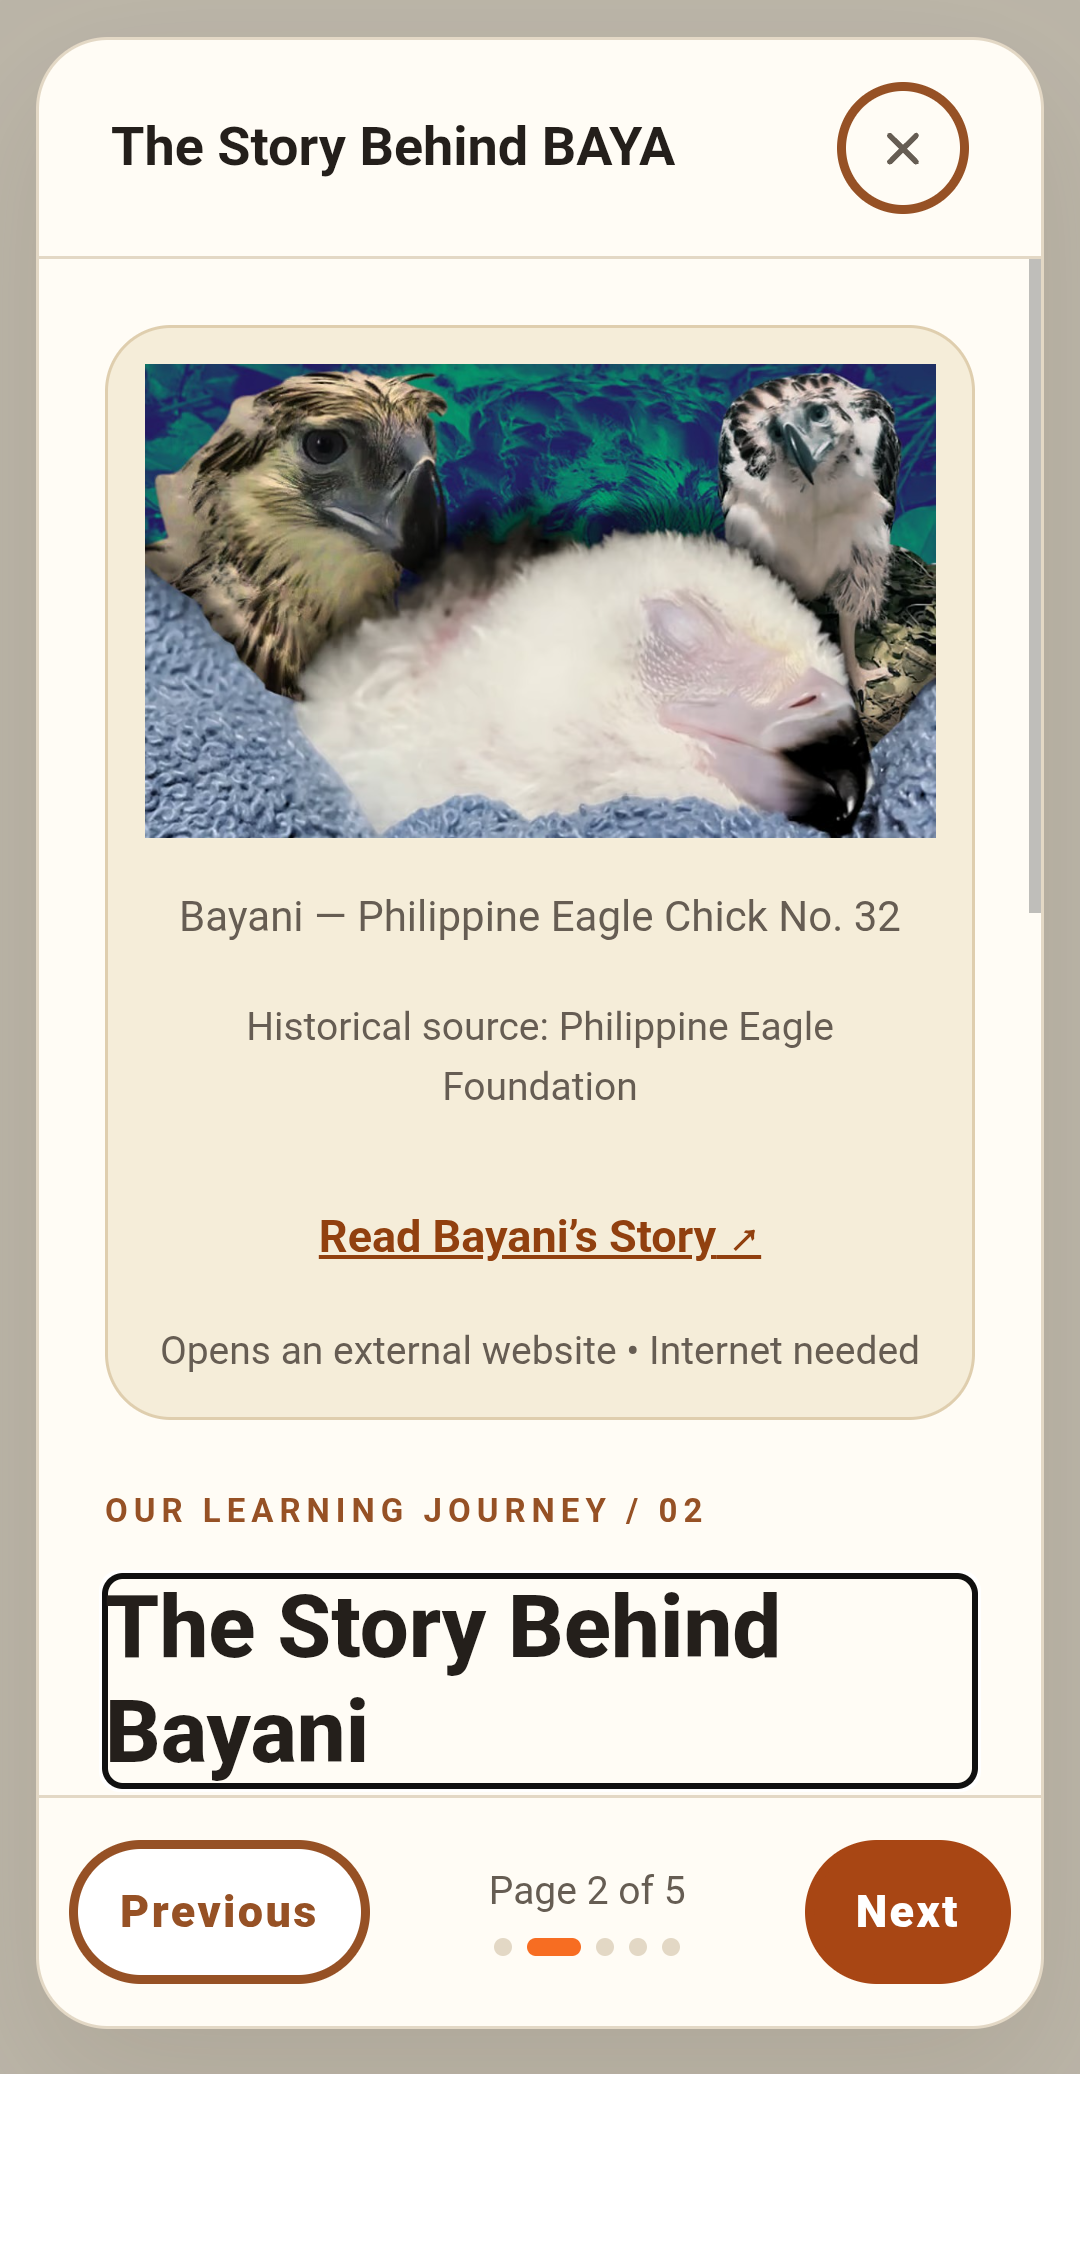 The Story Behind BAYA
Bayani — Philippine Eagle Chick No. 32
Historical source: Philippine Eagle
Foundation
Read Bayani’s Story ↗
Opens an external website • Internet needed
OUR LEARNING JOURNEY / 02
The Story Behind
Bayani
Previous
Page 2 of 5
Next